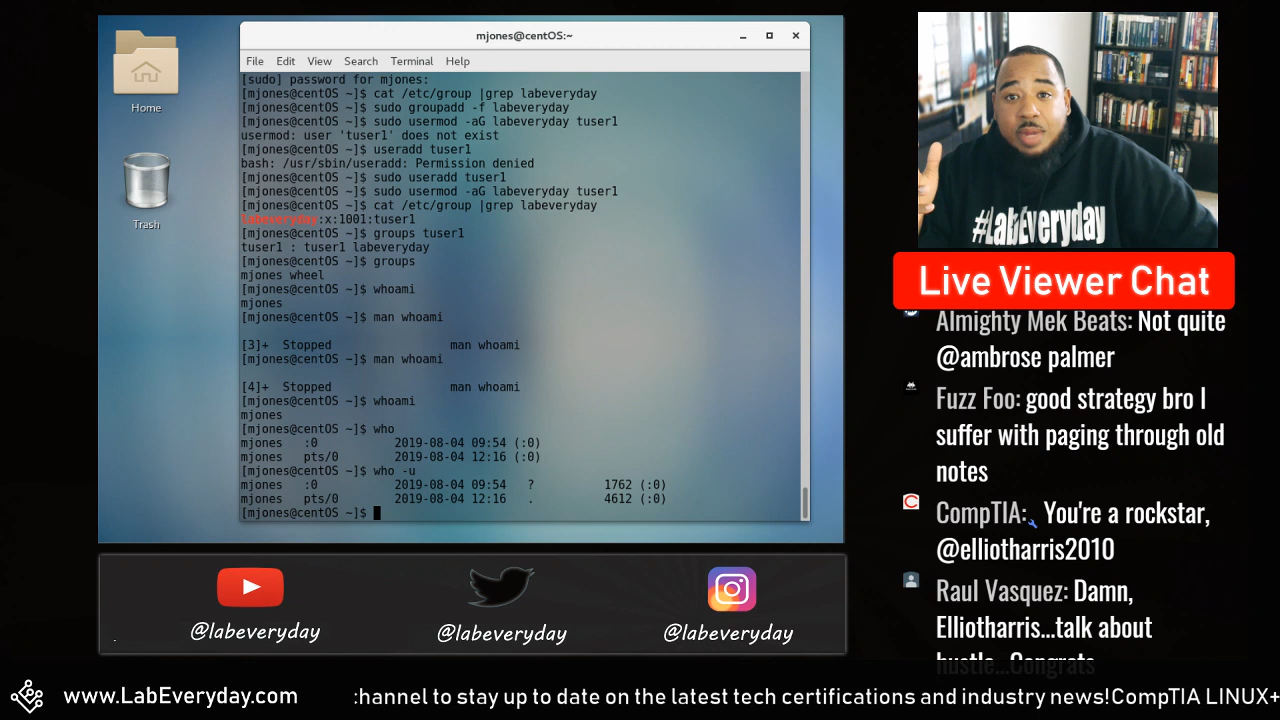 mjones@centOS:~
File Edit View Search Terminal Help
Home
Trash
[sudo] password for mjones:
[mjones@centOS ~]$ cat /etc/group |grep labeveryday
[mjones@centOS ~]$ sudo groupadd -f labeveryday
[mjones@centOS ~]$ sudo usermod -aG labeveryday tuser1
usermod: user 'tuser1' does not exist
[mjones@centOS ~]$ useradd tuser1
bash: /usr/sbin/useradd: Permission denied
[mjones@centOS ~]$ sudo useradd tuser1
[mjones@centOS ~]$ sudo usermod -aG labeveryday tuser1
[mjones@centOS ~]$ cat /etc/group |grep labeveryday
labeveryday:x:1001:tuser1
[mjones@centOS ~]$ groups tuser1
tuser1 : tuser1 labeveryday
[mjones@centOS ~]$ groups
mjones wheel
[mjones@centOS ~]$ whoami
mjones
[mjones@centOS ~]$ man whoami
[3]+  Stopped                 man whoami
[mjones@centOS ~]$ man whoami
[4]+  Stopped                 man whoami
[mjones@centOS ~]$ whoami
mjones
[mjones@centOS ~]$ who
mjones   :0           2019-08-04 09:54 (:0)
mjones   pts/0        2019-08-04 12:16 (:0)
[mjones@centOS ~]$ who -u
mjones   :0           2019-08-04 09:54   ?          1762 (:0)
mjones   pts/0        2019-08-04 12:16   .          4612 (:0)
[mjones@centOS ~]$
#LabEveryday
Live Viewer Chat
Almighty Mek Beats: Not quite
@ambrose palmer
Fuzz Foo: good strategy bro I
suffer with paging through old
notes
CompTIA: You're a rockstar,
@elliotharris2010
Raul Vasquez: Damn,
Elliotharris...talk about
hustle...Congrats
@labeveryday
@labeveryday
@labeveryday
www.LabEveryday.com
:hannel to stay up to date on the latest tech certifications and industry news!CompTIA LINUX+